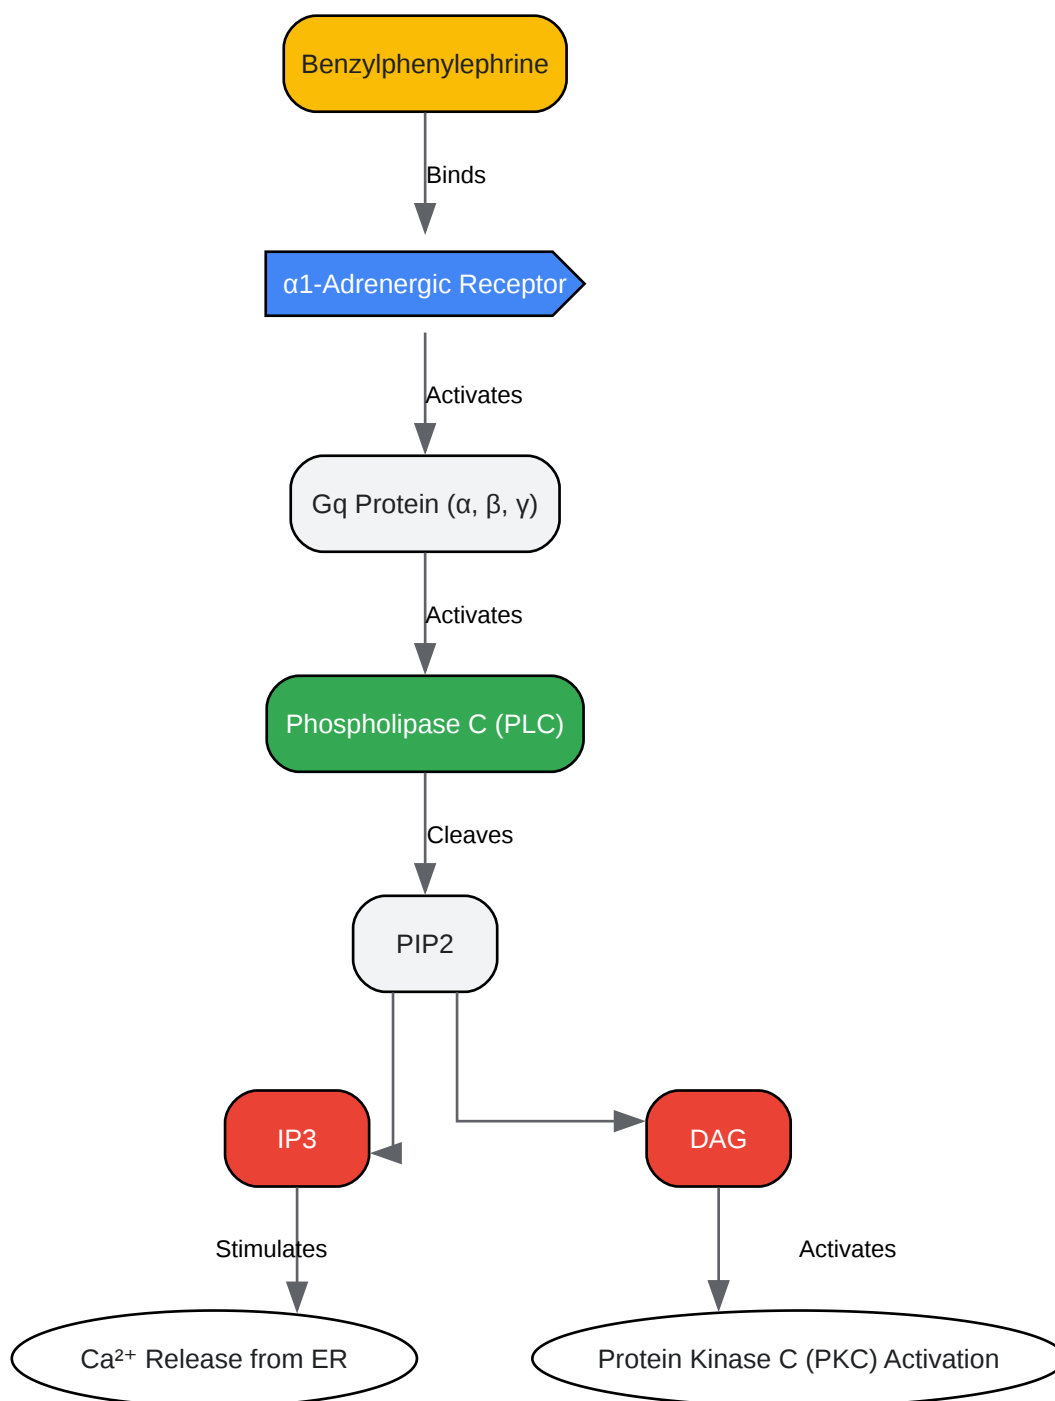 Benzylphenylephrine
Binds
α1-Adrenergic Receptor
Activates
Gq Protein (α, β, γ)
Activates
Phospholipase C (PLC)
Cleaves
PIP2
IP3
DAG
Stimulates
Activates
Ca²⁺ Release from ER
Protein Kinase C (PKC) Activation